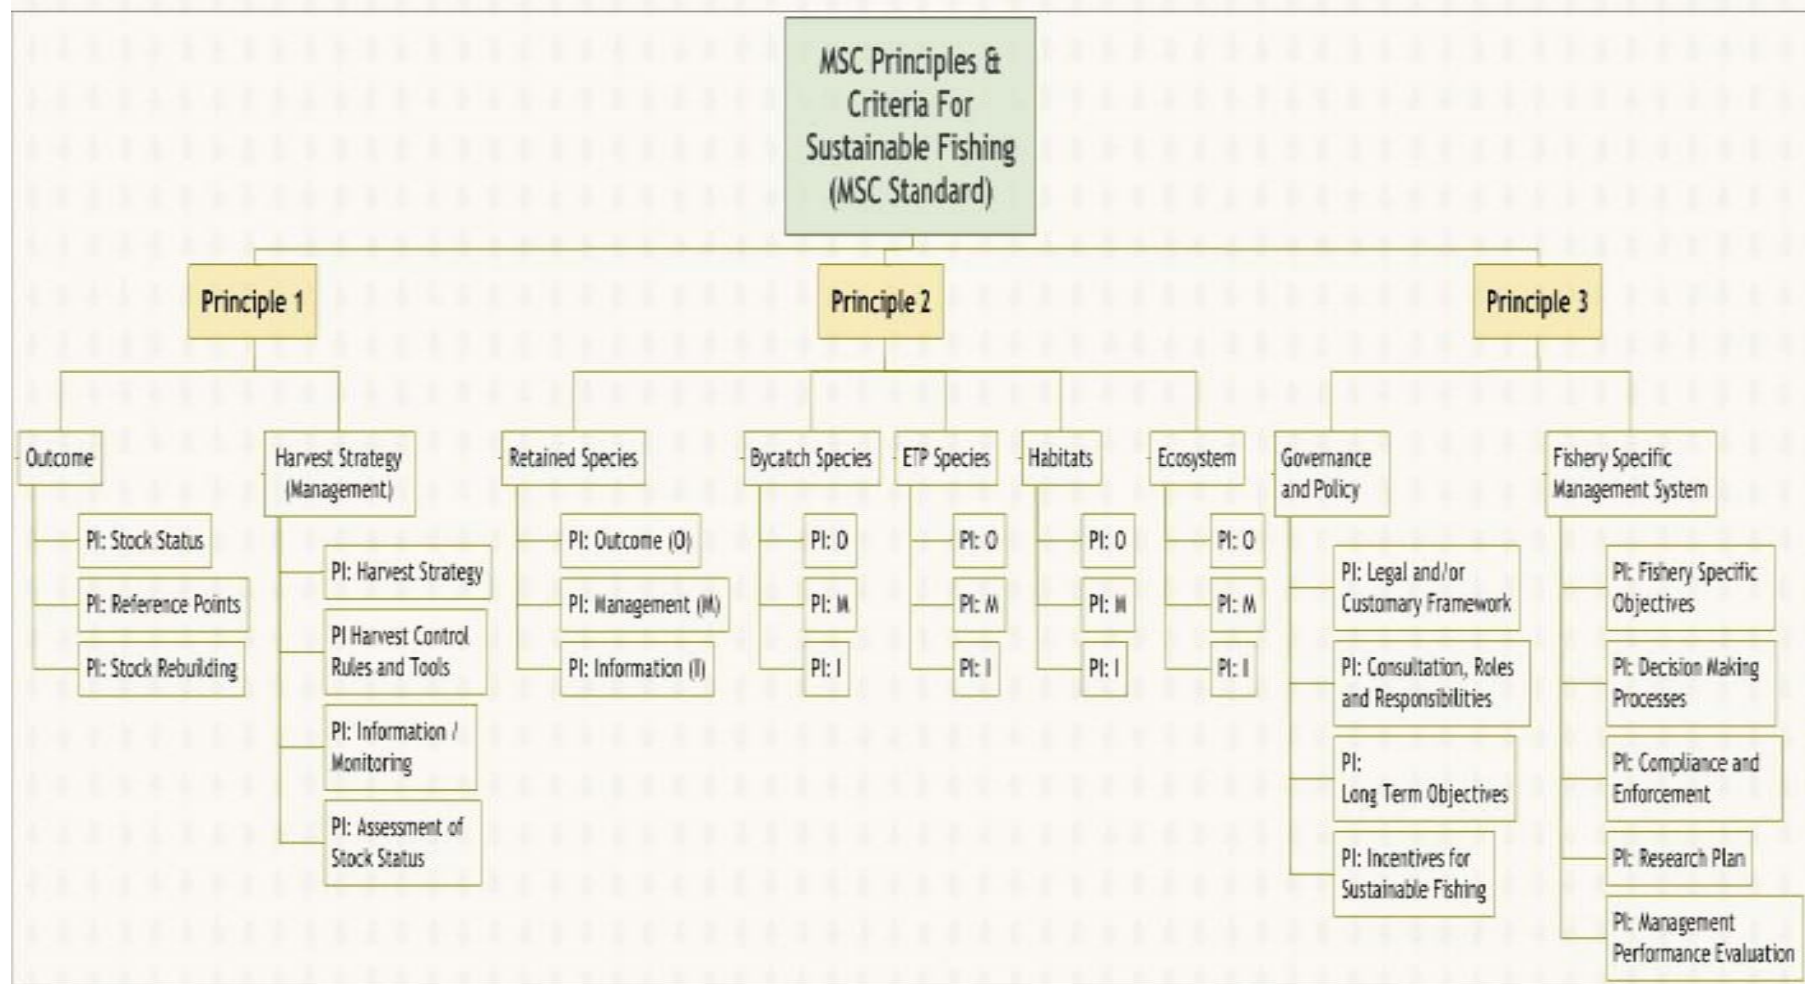 MSC Principles &
Criteria For
Sustainable Fishing
(MSC Standard)
Principle 1
Principle 2
Principle 3
Outcome
PI: Stock Status
PI: Reference Points
PI: Stock Rebuilding
Harvest Strategy
(Management)
PI: Harvest Strategy
PI Harvest Control
Rules and Tools
PI: Information /
Monitoring
PI: Assessment of
Stock Status
Retained Species
PI: Outcome (O)
PI: Management (M)
PI: Information (I)
Bycatch Species
PI: O
PI: M
PI: I
ETP Species
PI: O
PI: M
PI: I
Habitats
PI: O
PI: M
PI: I
Ecosystem
PI: O
PI: M
PI: I
Governance
and Policy
PI: Legal and/or
Customary Framework
PI: Consultation, Roles
and Responsibilities
PI:
Long Term Objectives
PI: Incentives for
Sustainable Fishing
Fishery Specific
Management System
PI: Fishery Specific
Objectives
PI: Decision Making
Processes
PI: Compliance and
Enforcement
PI: Research Plan
PI: Management
Performance Evaluation